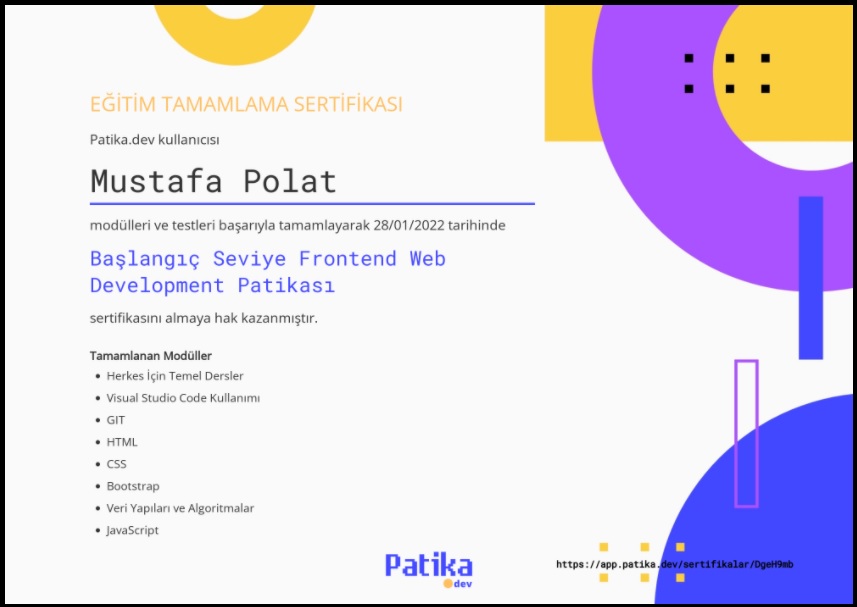 EĞİTİM TAMAMLAMA SERTİFİKASI
Patika.dev kullanıcısı
Mustafa Polat
modülleri ve testleri başarıyla tamamlayarak 28/01/2022 tarihinde
Başlangıç Seviye Frontend Web
Development Patikası
sertifikasını almaya hak kazanmıştır.
Tamamlanan Modüller
• Herkes İçin Temel Dersler
• Visual Studio Code Kullanımı
• GIT
• HTML
• CSS
• Bootstrap
• Veri Yapıları ve Algoritmalar
• JavaScript
Patika
dev
https://app.patika.dev/sertifikalar/DgeH9mb